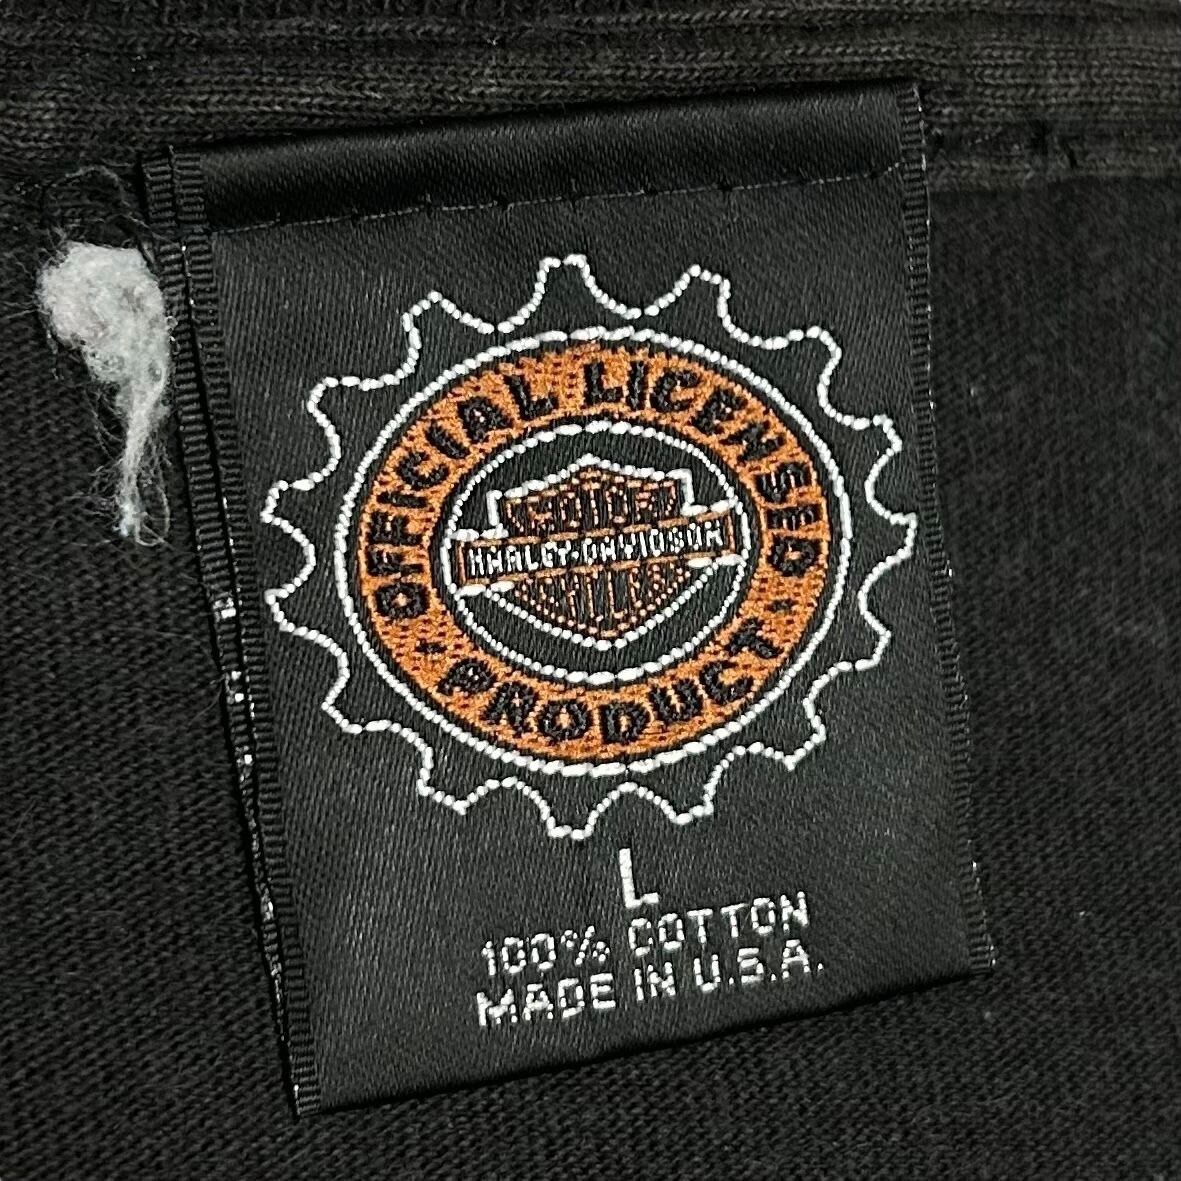 OFFICIAL LICENSED
MOTOR
HARLEY-DAVIDSON
CYCLES
· PRODUCT ·
L
100% COTTON
MADE IN U.S.A.